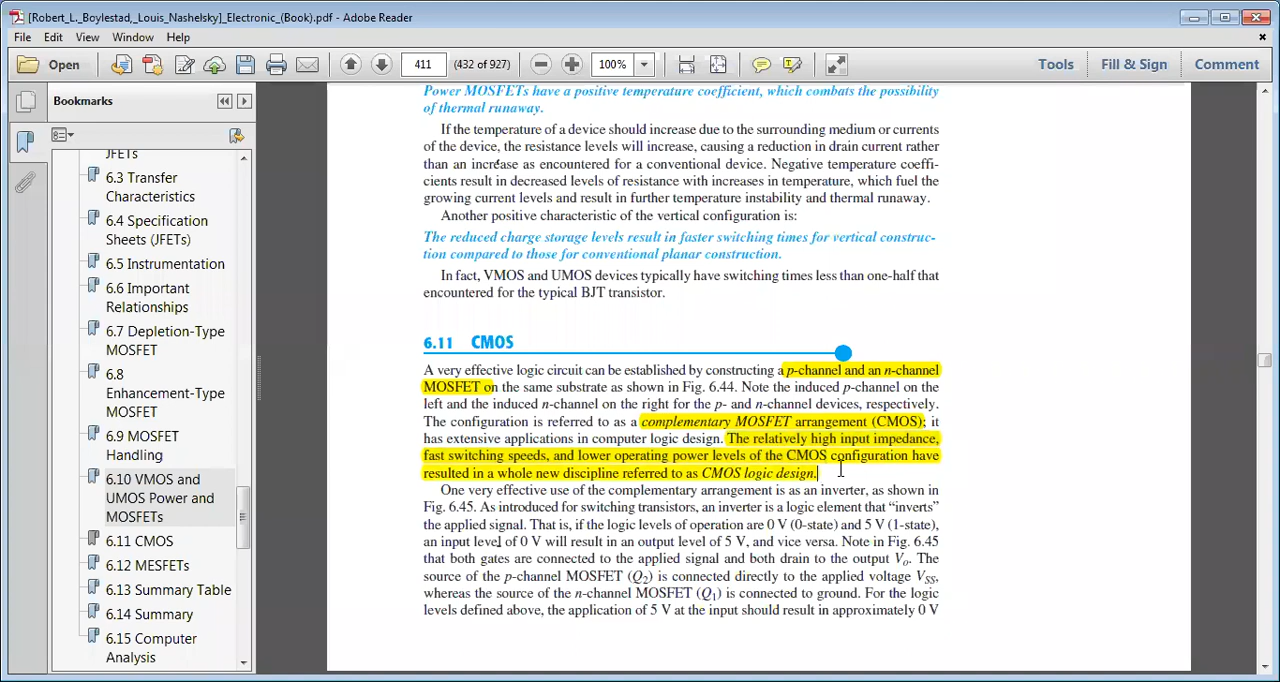 [Robert_L._Boylestad,_Louis_Nashelsky]_Electronic_(Book).pdf - Adobe Reader
File Edit View Window Help
Open 411 (432 of 927) 100% Tools Fill & Sign Comment
Bookmarks
JFETs
6.3 Transfer
Characteristics
6.4 Specification
Sheets (JFETs)
6.5 Instrumentation
6.6 Important
Relationships
6.7 Depletion-Type
MOSFET
6.8
Enhancement-Type
MOSFET
6.9 MOSFET
Handling
6.10 VMOS and
UMOS Power and
MOSFETs
6.11 CMOS
6.12 MESFETs
6.13 Summary Table
6.14 Summary
6.15 Computer
Analysis
Power MOSFETs have a positive temperature coefficient, which combats the possibility
of thermal runaway.
If the temperature of a device should increase due to the surrounding medium or currents
of the device, the resistance levels will increase, causing a reduction in drain current rather
than an increase as encountered for a conventional device. Negative temperature coeffi-
cients result in decreased levels of resistance with increases in temperature, which fuel the
growing current levels and result in further temperature instability and thermal runaway.
Another positive characteristic of the vertical configuration is:
The reduced charge storage levels result in faster switching times for vertical construc-
tion compared to those for conventional planar construction.
In fact, VMOS and UMOS devices typically have switching times less than one-half that
encountered for the typical BJT transistor.
6.11 CMOS
A very effective logic circuit can be established by constructing a p-channel and an n-channel
MOSFET on the same substrate as shown in Fig. 6.44. Note the induced p-channel on the
left and the induced n-channel on the right for the p- and n-channel devices, respectively.
The configuration is referred to as a complementary MOSFET arrangement (CMOS); it
has extensive applications in computer logic design. The relatively high input impedance,
fast switching speeds, and lower operating power levels of the CMOS configuration have
resulted in a whole new discipline referred to as CMOS logic design.
One very effective use of the complementary arrangement is as an inverter, as shown in
Fig. 6.45. As introduced for switching transistors, an inverter is a logic element that “inverts”
the applied signal. That is, if the logic levels of operation are 0 V (0-state) and 5 V (1-state),
an input level of 0 V will result in an output level of 5 V, and vice versa. Note in Fig. 6.45
that both gates are connected to the applied signal and both drain to the output Vo. The
source of the p-channel MOSFET (Q2) is connected directly to the applied voltage VSS,
whereas the source of the n-channel MOSFET (Q1) is connected to ground. For the logic
levels defined above, the application of 5 V at the input should result in approximately 0 V